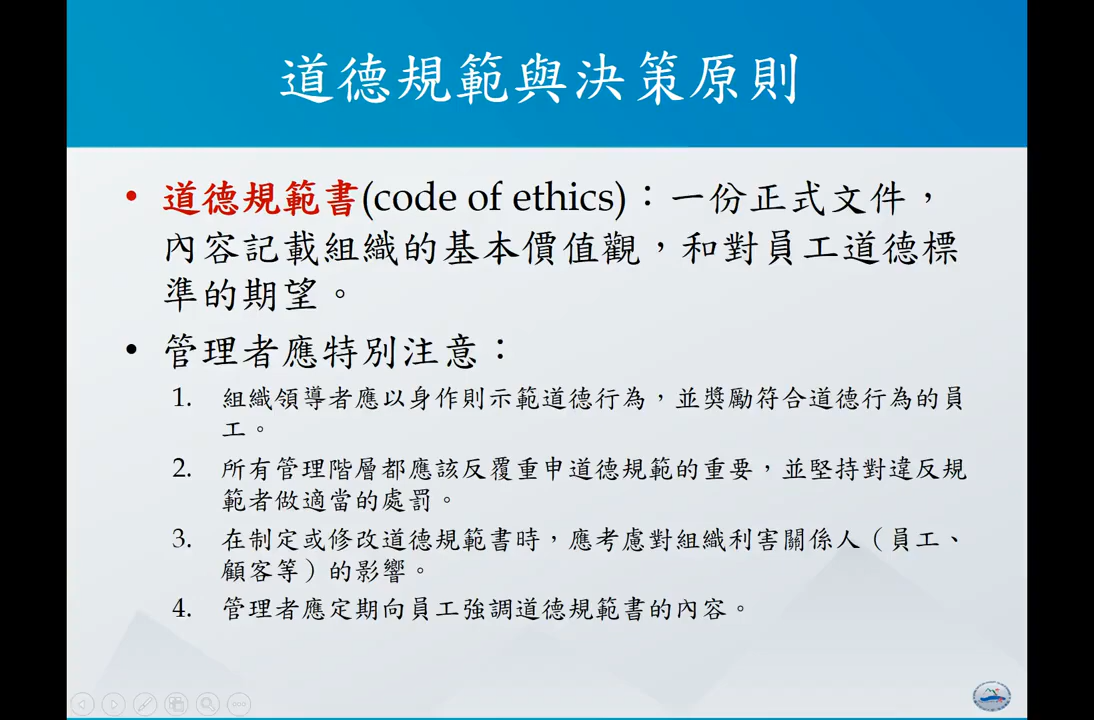 道德規範與決策原則
• 道德規範書(code of ethics)：一份正式文件，
內容記載組織的基本價值觀，和對員工道德標
準的期望。
• 管理者應特別注意：
1. 組織領導者應以身作則示範道德行為，並獎勵符合道德行為的員
工。
2. 所有管理階層都應該反覆重申道德規範的重要，並堅持對違反規
範者做適當的處罰。
3. 在制定或修改道德規範書時，應考慮對組織利害關係人（員工、
顧客等）的影響。
4. 管理者應定期向員工強調道德規範書的內容。